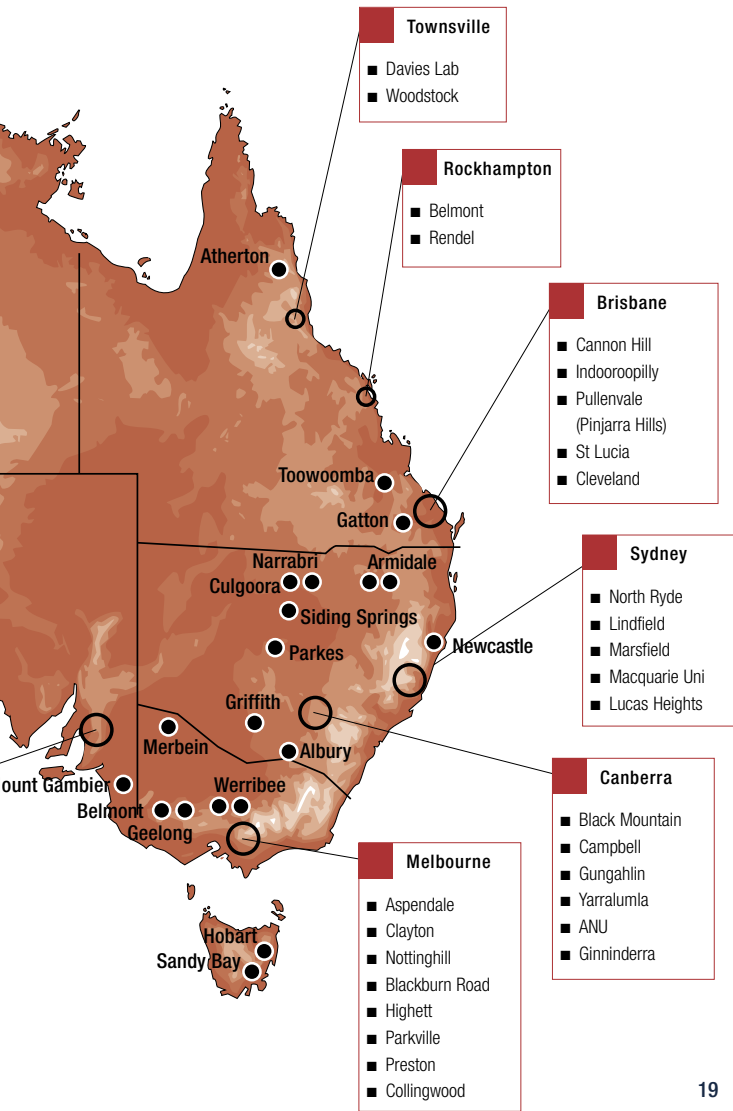 Townsville
■ Davies Lab
■ Woodstock
Rockhampton
■ Belmont
■ Rendel
Atherton
Brisbane
■ Cannon Hill
■ Indooroopilly
■ Pullenvale
(Pinjarra Hills)
■ St Lucia
■ Cleveland
Toowoomba
Gatton
Sydney
■ North Ryde
■ Lindfield
■ Marsfield
■ Macquarie Uni
■ Lucas Heights
Narrabri
Armidale
Culgoora
Siding Springs
Newcastle
Parkes
Griffith
Merbein
Albury
ount Gambier
Werribee
Belmont
Geelong
Canberra
■ Black Mountain
■ Campbell
■ Gungahlin
■ Yarralumla
■ ANU
■ Ginninderra
Melbourne
■ Aspendale
■ Clayton
■ Nottinghill
■ Blackburn Road
■ Highett
■ Parkville
■ Preston
■ Collingwood
Hobart
Sandy Bay
19